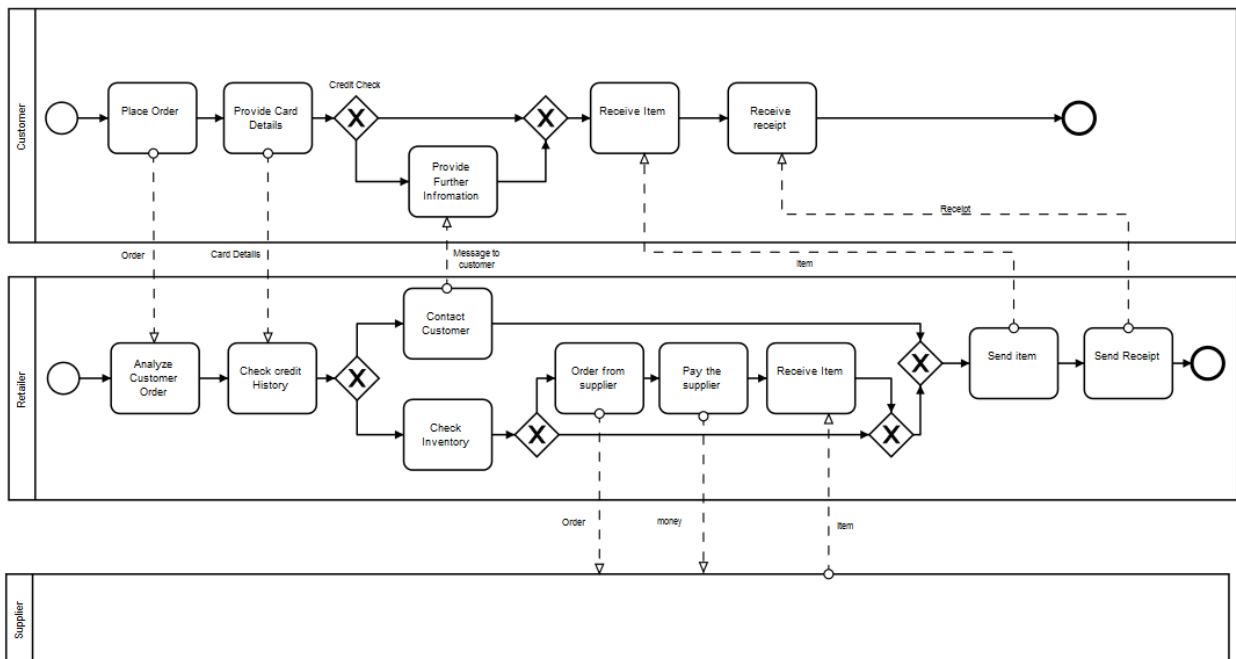 Customer
Credit Check
Place Order
Provide Card
Details
X
X
Receive Item
Receive
receipt
Provide
Further
Infromation
Receipt
Order
Card Details
Message to
customer
Item
Retailer
Contact
Customer
Analyze
Customer
Order
Check credit
History
X
Order from
supplier
Pay the
supplier
Receive Item
X
Send item
Send Receipt
Check
Inventory
X
X
Order
money
Item
Supplier